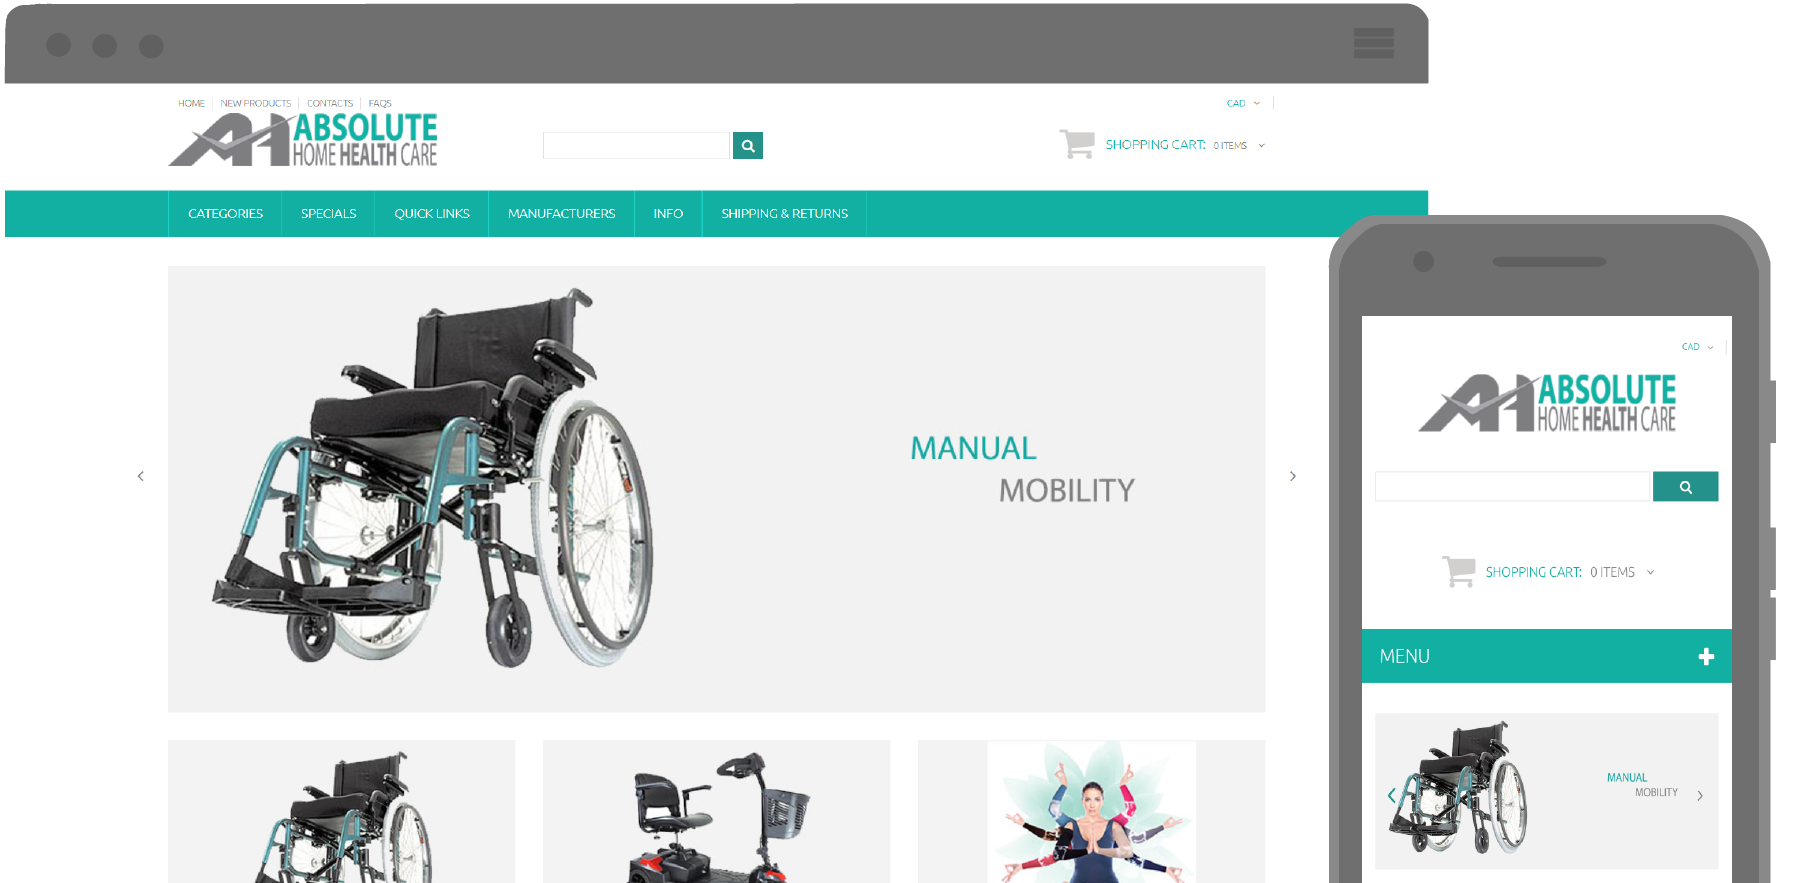 HOME
NEW PRODUCTS
CONTACTS
FAQS
CAD
ABSOLUTE
HOME HEALTH CARE
SHOPPING CART: 0 ITEMS
CATEGORIES
SPECIALS
QUICK LINKS
MANUFACTURERS
INFO
SHIPPING & RETURNS
MANUAL
MOBILITY
CAD
ABSOLUTE
HOME HEALTH CARE
SHOPPING CART: 0 ITEMS
MENU
MANUAL
MOBILITY